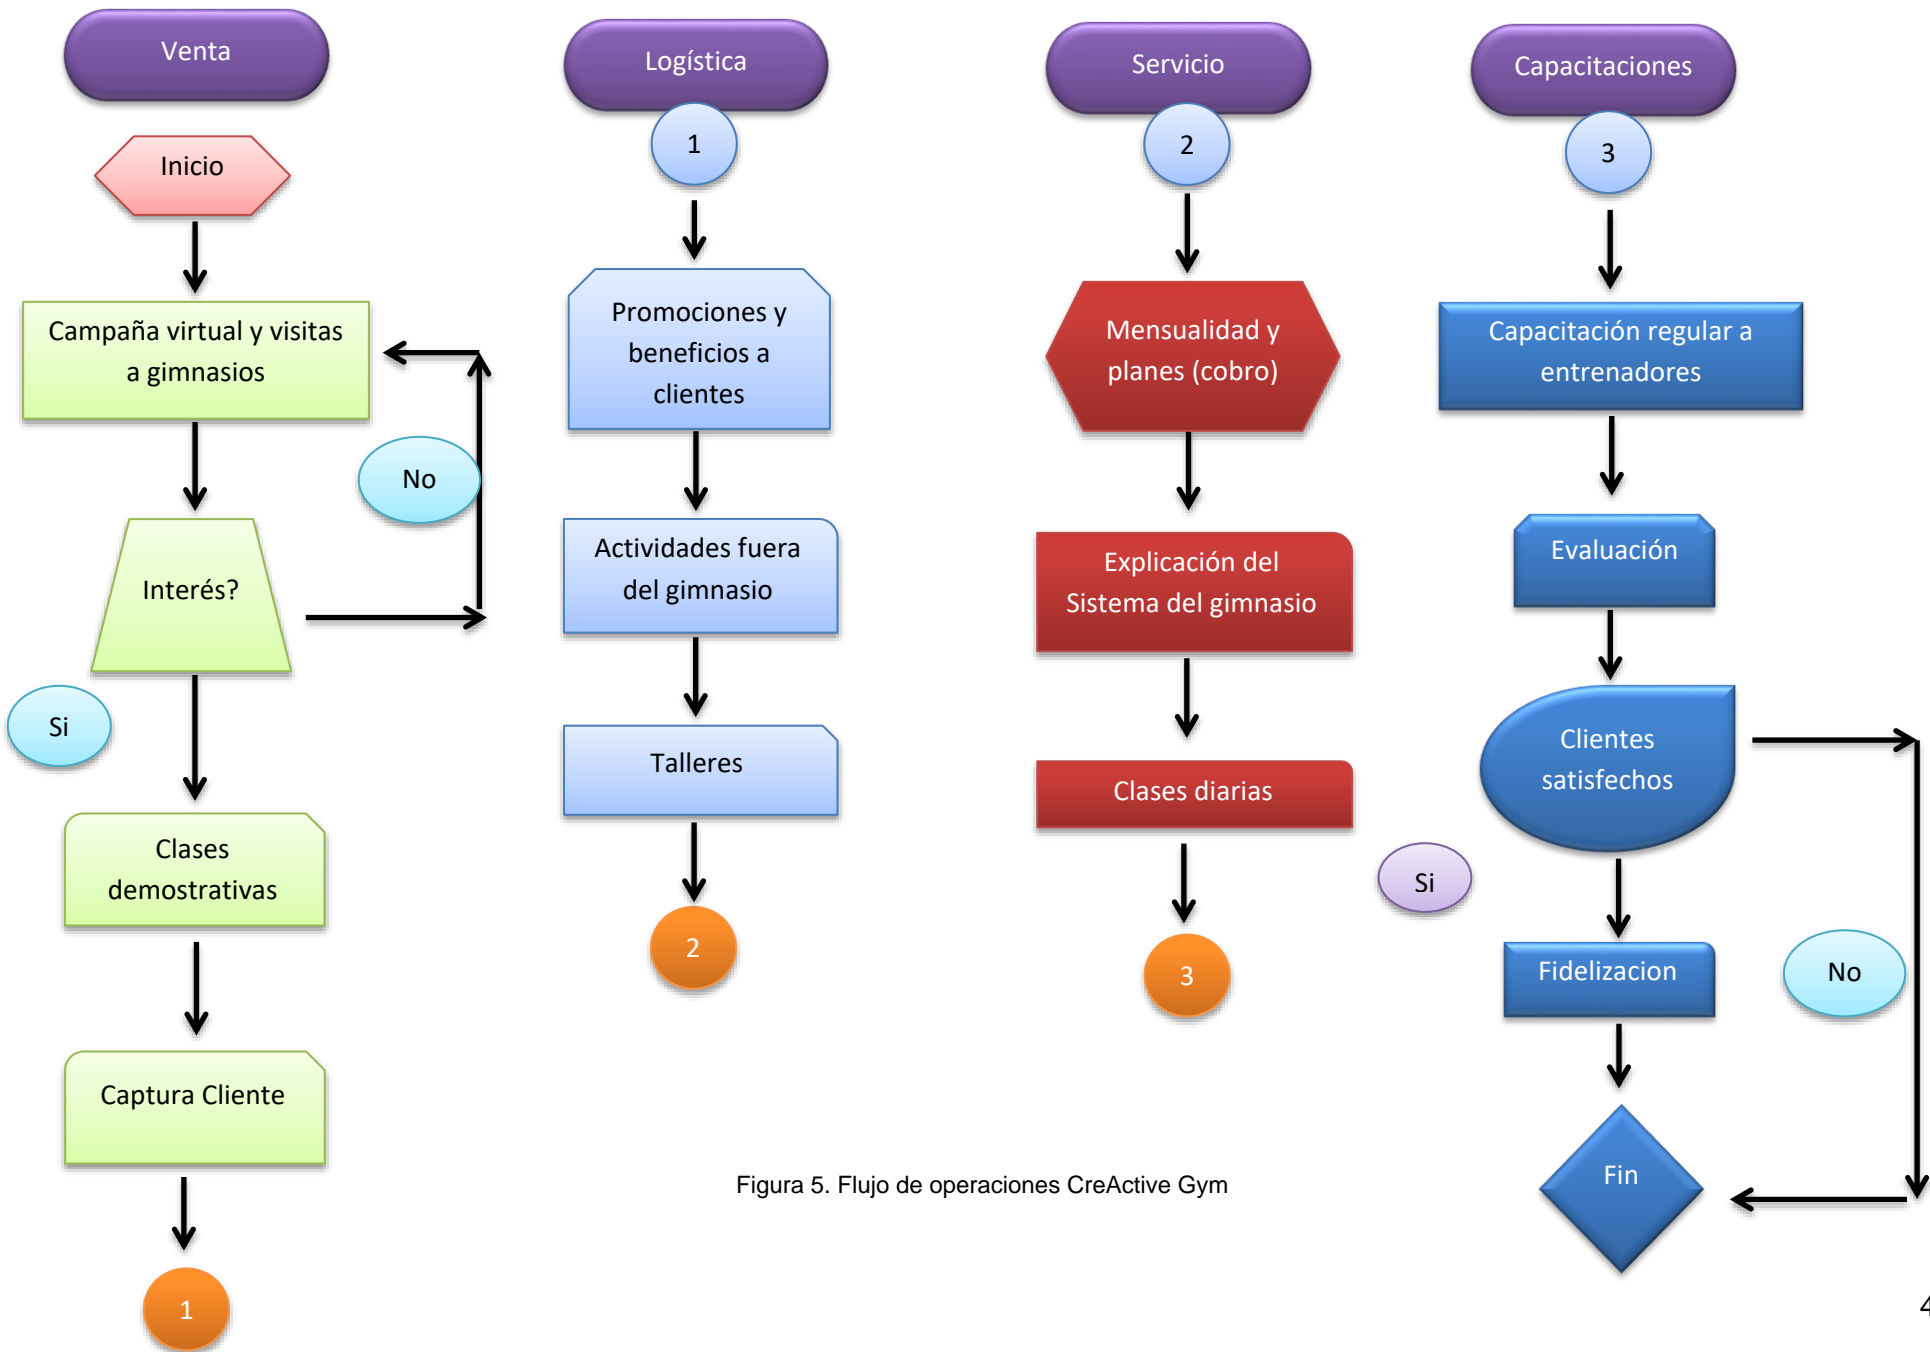 Venta
Inicio
Campaña virtual y visitas
a gimnasios
No
Interés?
Si
Clases
demostrativas
Captura Cliente
1
Logística
1
Promociones y
beneficios a
clientes
Actividades fuera
del gimnasio
Talleres
2
Servicio
2
Mensualidad y
planes (cobro)
Explicación del
Sistema del gimnasio
Clases diarias
3
Capacitaciones
3
Capacitación regular a
entrenadores
Evaluación
Clientes
satisfechos
Si
Fidelizacion
No
Fin
Figura 5. Flujo de operaciones CreActive Gym
4